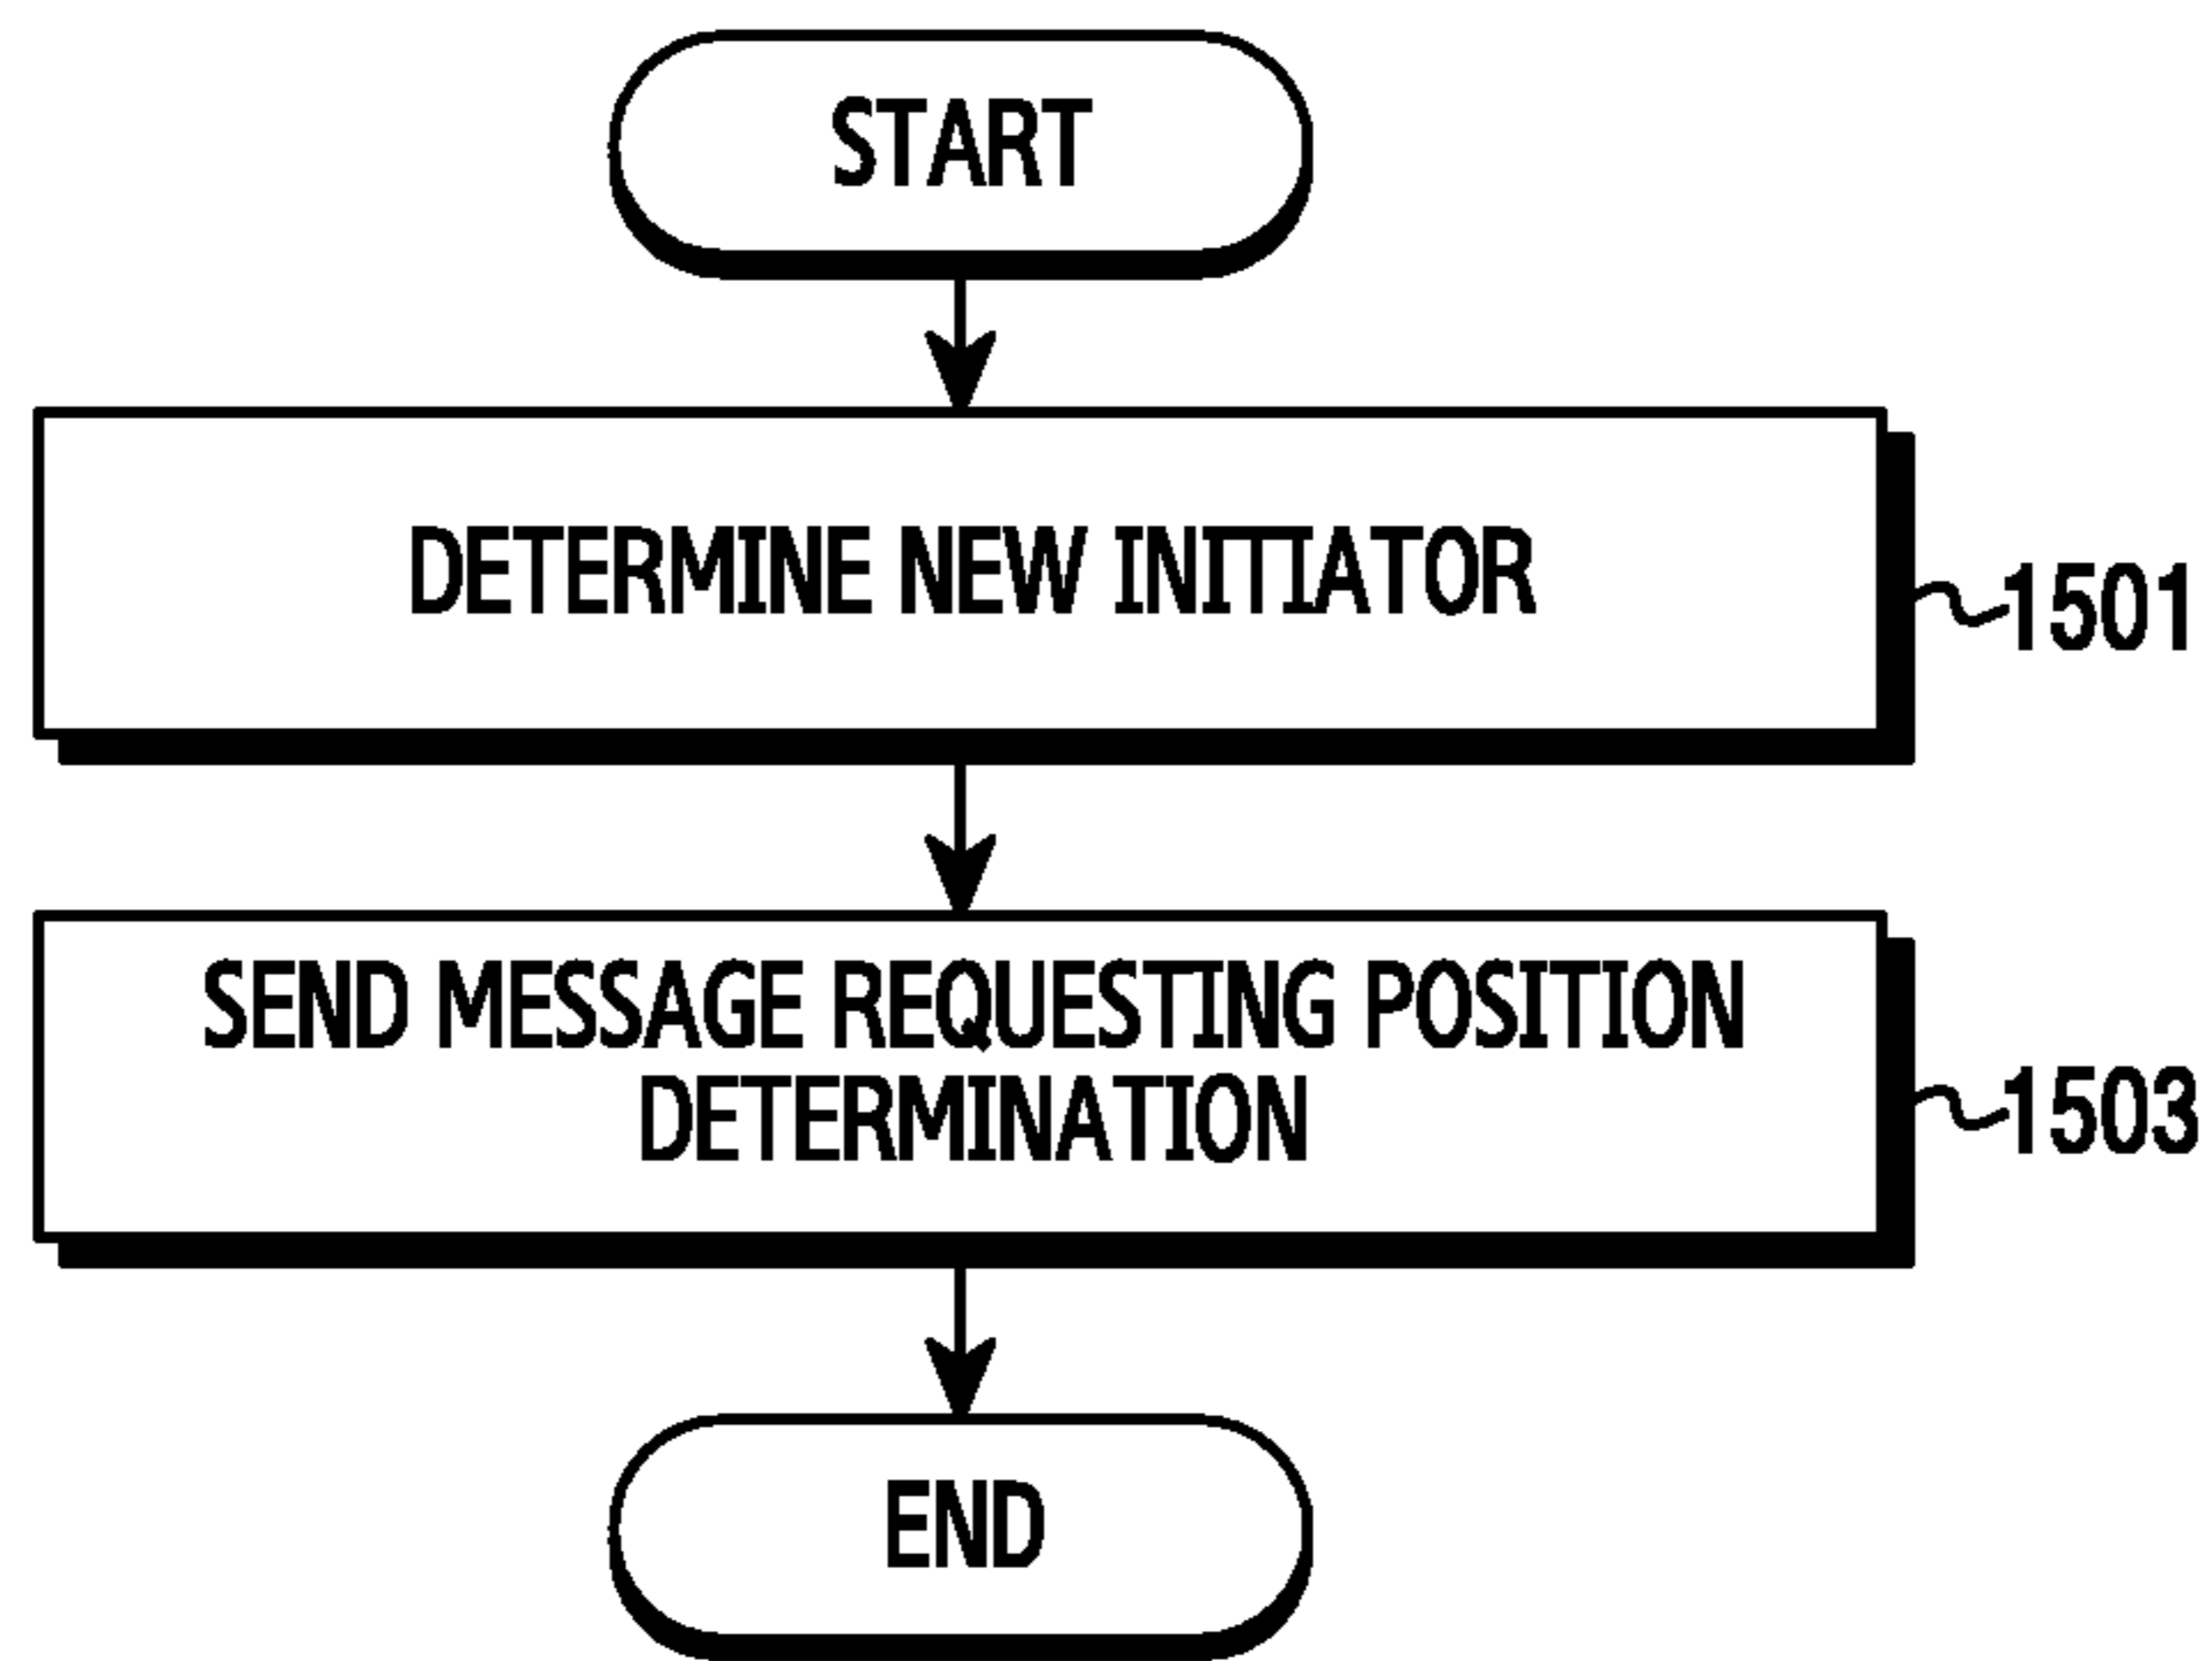 START
DETERMINE NEW INITIATOR
1501
SEND MESSAGE REQUESTING POSITION
DETERMINATION
1503
END